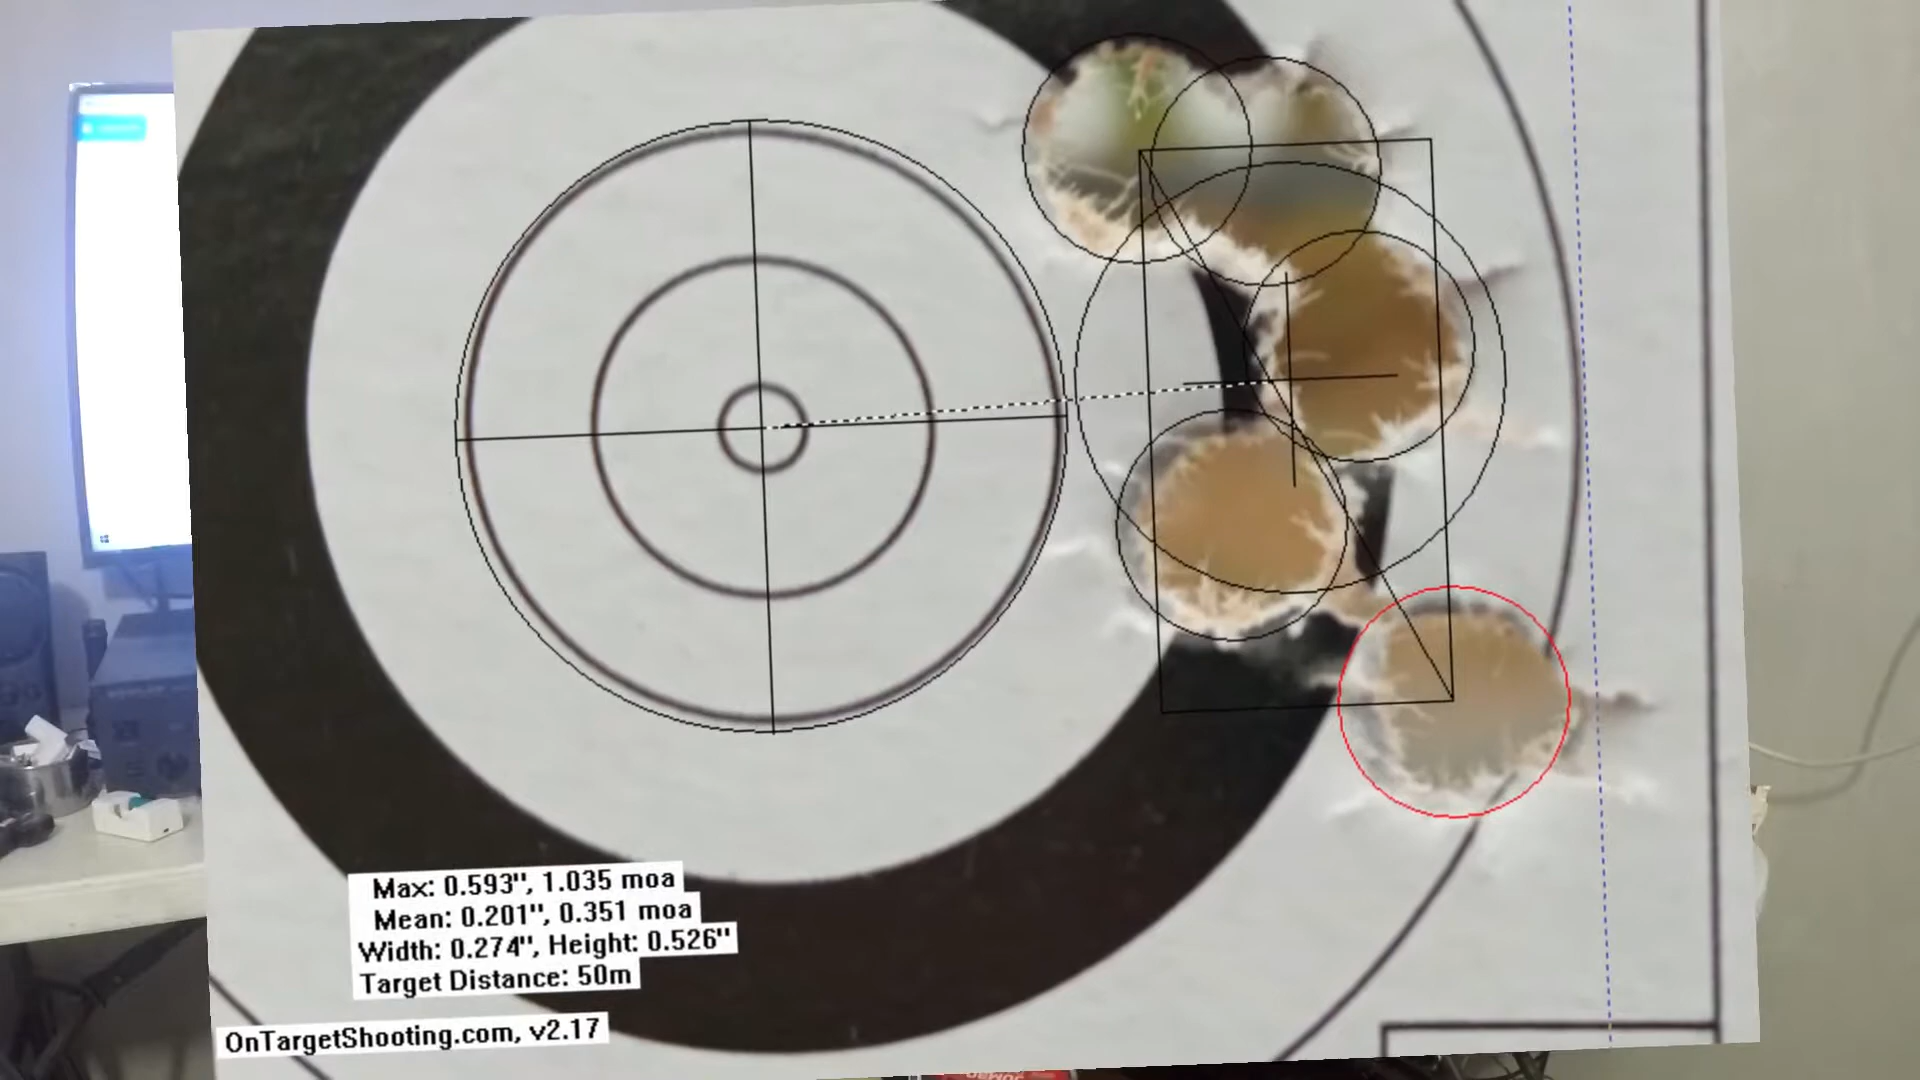 Max: 0.593", 1.035 moa
Mean: 0.201", 0.351 moa
Width: 0.274", Height: 0.526"
Target Distance: 50m
OnTargetShooting.com, v2.17